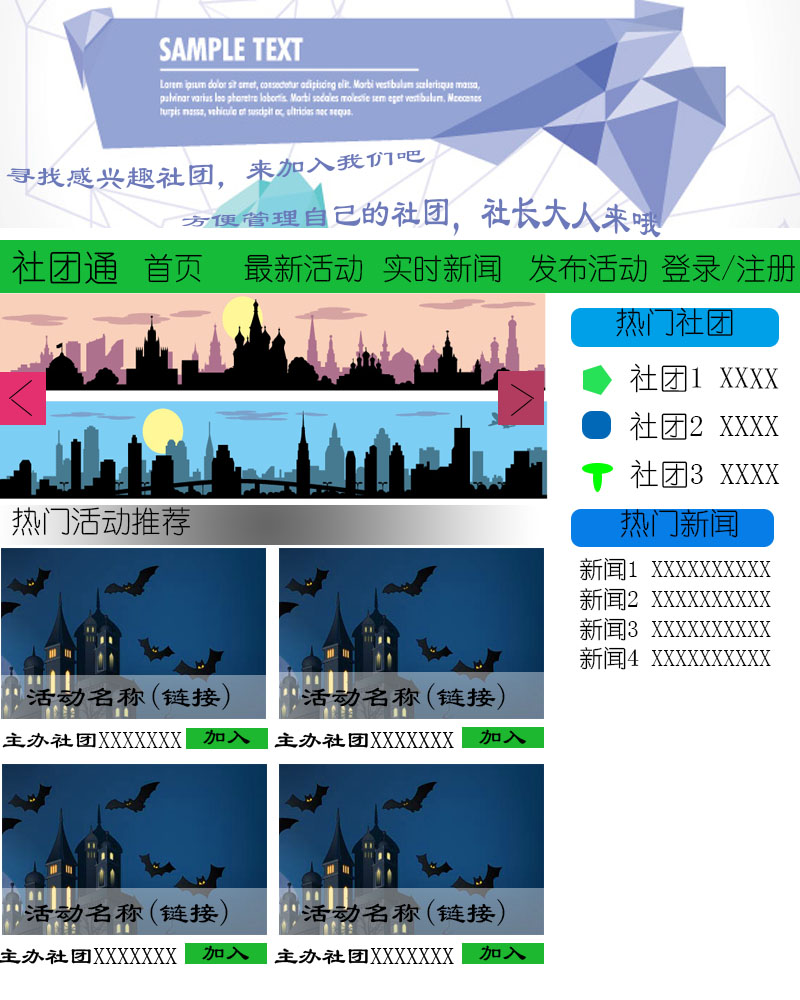 SAMPLE TEXT
Lorem ipsum dolor sit amet, consectetur adipiscing elit. Morbi vestibulum scelerisque massa,
pulvinar varius leo pharetra lobortis. Morbi sodales molestie sem eget mattis. Maecenas
turpis massa, vehicula at suscipit ac, ultricies nec neque.
寻找感兴趣社团，来加入我们吧
方便管理自己的社团，社长大人来哦
社团通 首页 最新活动 实时新闻 发布活动 登录/注册
热门社团
社团1 XXXX
社团2 XXXX
社团3 XXXX
热门活动推荐
热门新闻
新闻1 XXXXXXXXXX
新闻2 XXXXXXXXXX
新闻3 XXXXXXXXXX
新闻4 XXXXXXXXXX
活动名称(链接) 活动名称(链接)
主办社团XXXXXXX 加入 主办社团XXXXXXX 加入
活动名称(链接) 活动名称(链接)
主办社团XXXXXXX 加入 主办社团XXXXXXX 加入